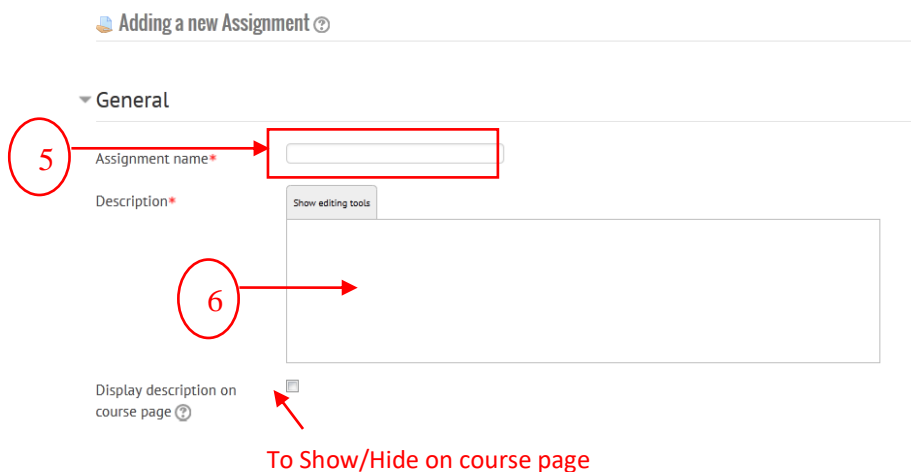 Adding a new Assignment ?
General
5
Assignment name*
Description*
Show editing tools
6
Display description on
course page ?
To Show/Hide on course page